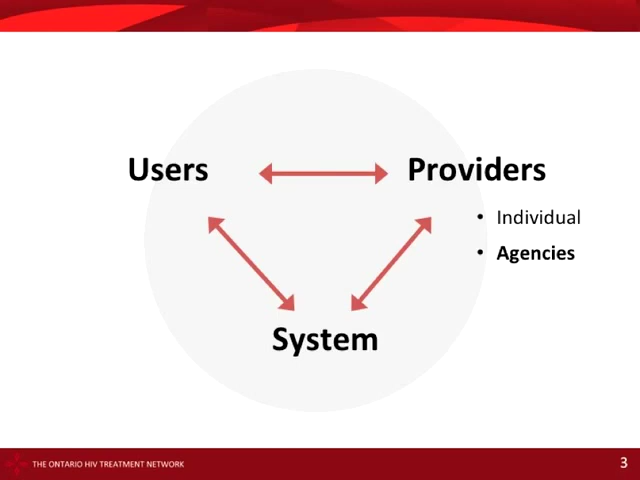 Users
Providers
• Individual
• Agencies
System
THE ONTARIO HIV TREATMENT NETWORK
3